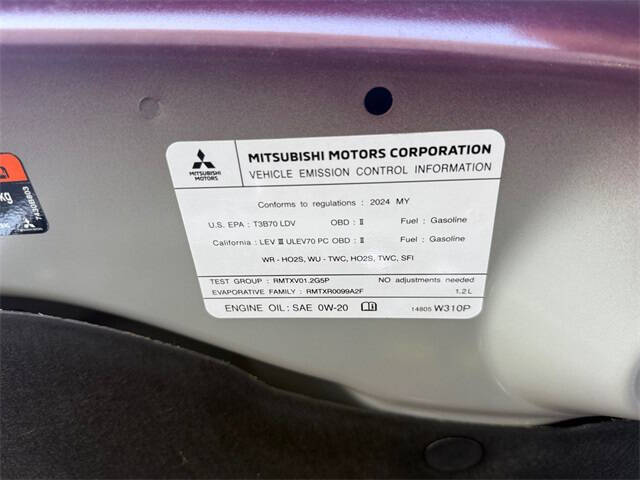 MITSUBISHI MOTORS
MITSUBISHI MOTORS CORPORATION
VEHICLE EMISSION CONTROL INFORMATION
Conforms to regulations : 2024 MY
U.S. EPA : T3B70 LDV OBD : Ⅱ Fuel : Gasoline
California : LEV Ⅲ ULEV70 PC OBD : Ⅱ Fuel : Gasoline
WR - HO2S, WU - TWC, HO2S, TWC, SFI
TEST GROUP : RMTXV01.2G5P NO adjustments needed
EVAPORATIVE FAMILY : RMTXR0099A2F 1.2 L
ENGINE OIL: SAE 0W-20 14805 W310P